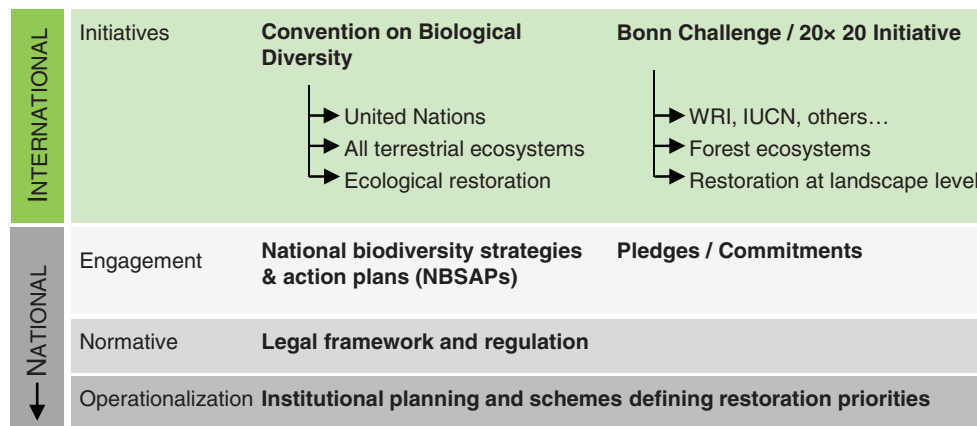 INTERNATIONAL
Initiatives
Convention on Biological
Diversity
United Nations
All terrestrial ecosystems
Ecological restoration
Bonn Challenge / 20× 20 Initiative
WRI, IUCN, others…
Forest ecosystems
Restoration at landscape level
NATIONAL
Engagement
National biodiversity strategies
& action plans (NBSAPs)
Pledges / Commitments
Normative
Legal framework and regulation
Operationalization
Institutional planning and schemes defining restoration priorities